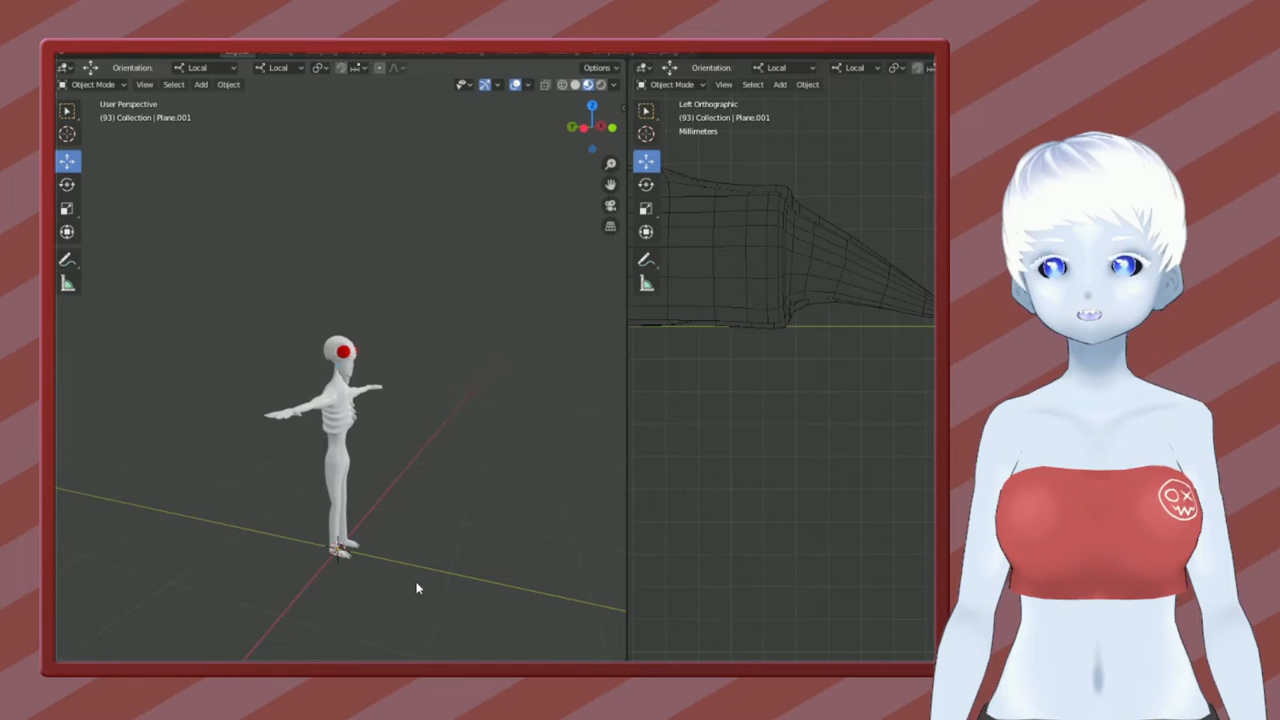 Orientation: Local Local Options
Object Mode View Select Add Object
User Perspective
(93) Collection | Plane.001
Z
Y
Orientation: Local Local
Object Mode View Select Add Object
Left Orthographic
(93) Collection | Plane.001
Millimeters